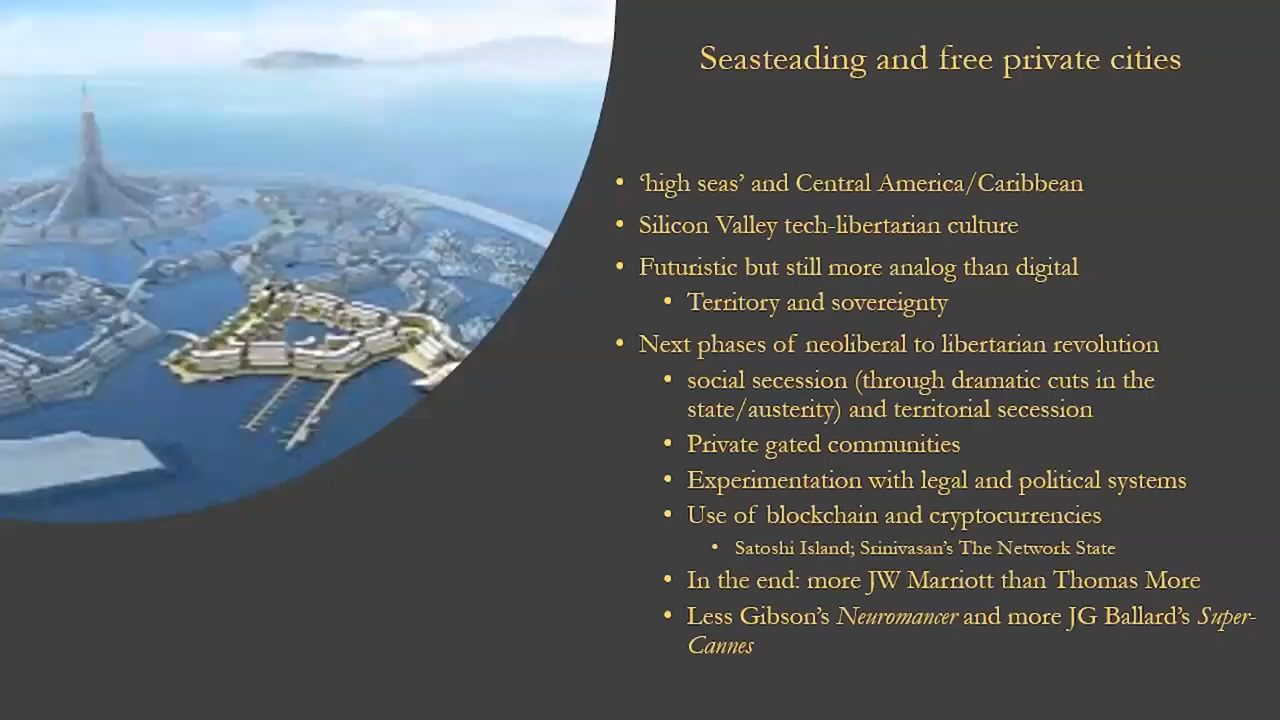 Seasteading and free private cities
• ‘high seas’ and Central America/Caribbean
• Silicon Valley tech-libertarian culture
• Futuristic but still more analog than digital
• Territory and sovereignty
• Next phases of neoliberal to libertarian revolution
• social secession (through dramatic cuts in the
state/austerity) and territorial secession
• Private gated communities
• Experimentation with legal and political systems
• Use of blockchain and cryptocurrencies
• Satoshi Island; Srinivasan’s The Network State
• In the end: more JW Marriott than Thomas More
• Less Gibson’s Neuromancer and more JG Ballard’s Super-
Cannes